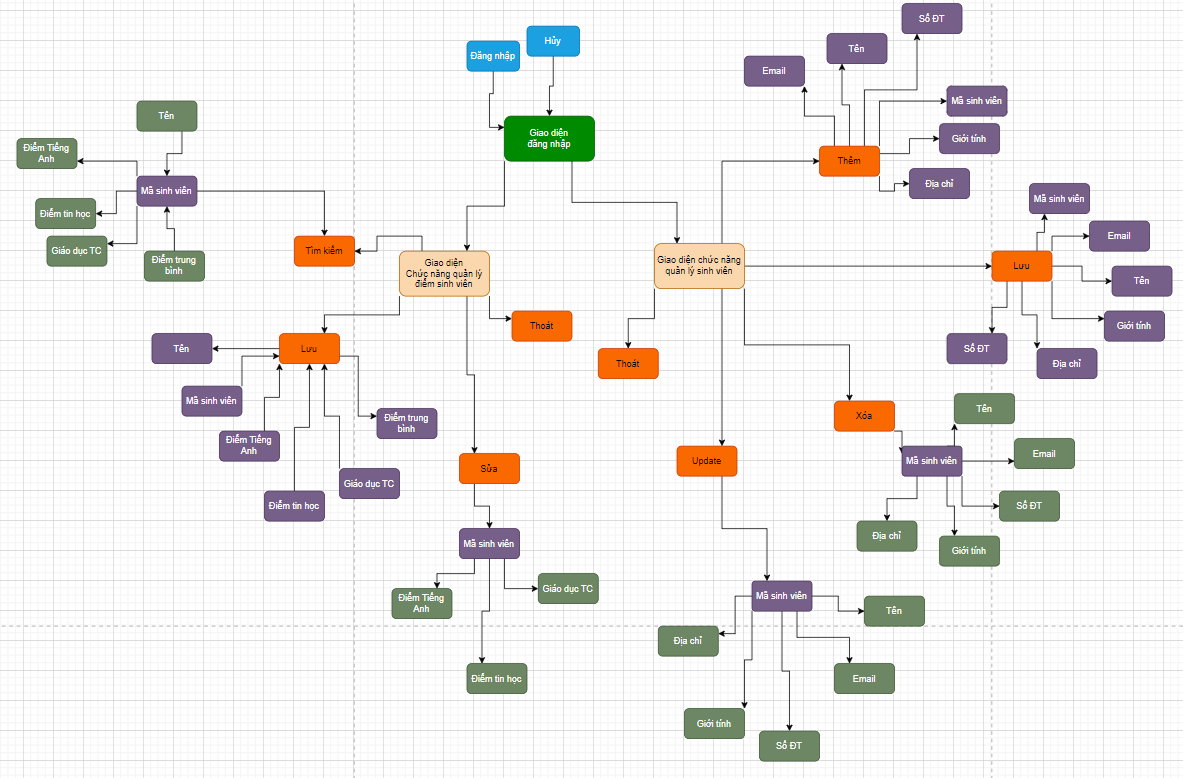 Số ĐT
Hủy
Tên
Đăng nhập
Email
Mã sinh viên
Tên
Giao diện
đăng nhập
Giới tính
Điểm Tiếng
Anh
Thêm
Mã sinh viên
Địa chỉ
Mã sinh viên
Điểm tin học
Email
Giáo dục TC
Tìm kiếm
Điểm trung
bình
Giao diện
Chức năng quản lý
điểm sinh viên
Giao diện chức năng
quản lý sinh viên
Lưu
Tên
Thoát
Giới tính
Tên
Lưu
Số ĐT
Thoát
Địa chỉ
Mã sinh viên
Điểm trung
bình
Xóa
Tên
Điểm Tiếng
Anh
Sửa
Update
Mã sinh viên
Email
Giáo dục TC
Điểm tin học
Số ĐT
Địa chỉ
Mã sinh viên
Giới tính
Điểm Tiếng
Anh
Giáo dục TC
Mã sinh viên
Tên
Địa chỉ
Điểm tin học
Email
Giới tính
Số ĐT